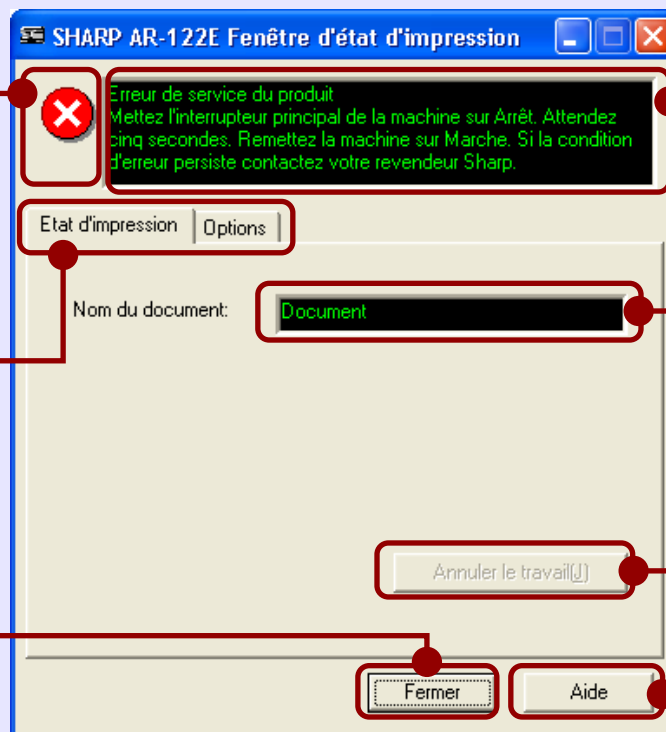 SHARP AR-122E Fenêtre d'état d'impression
Erreur de service du produit
Mettez l'interrupteur principal de la machine sur Arrêt. Attendez
cinq secondes. Remettez la machine sur Marche. Si la condition
d'erreur persiste contactez votre revendeur Sharp.
Etat d'impression
Options
Nom du document:
Document
Annuler le travail(J)
Fermer
Aide